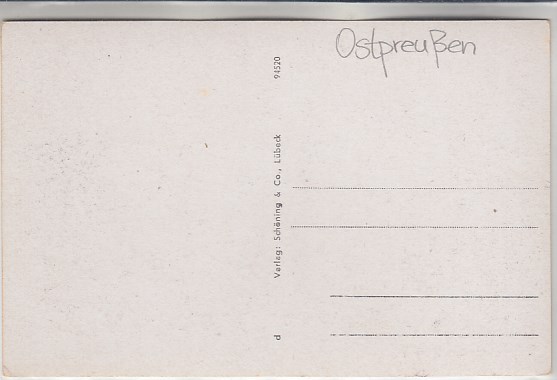 Ostpreußen
d Verlag: Schöning & Co., Lübeck 94520